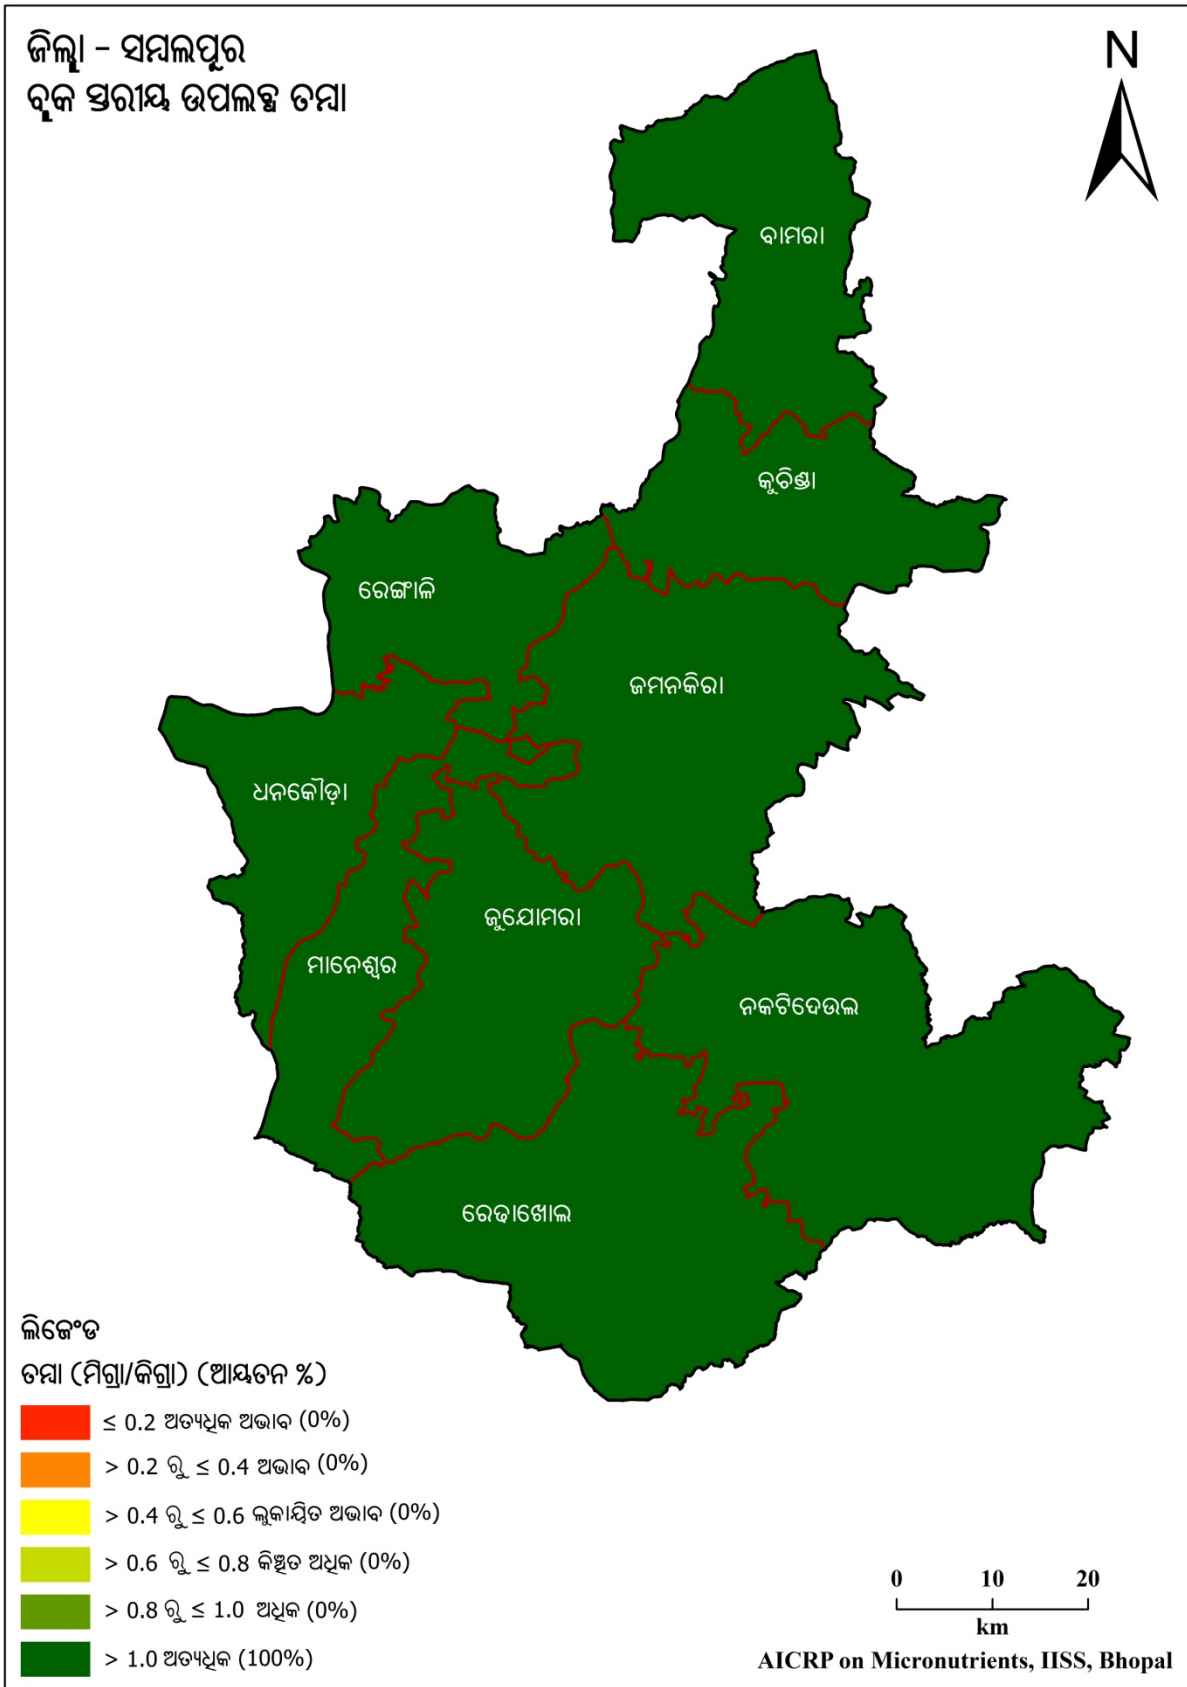 ଜିଲ୍ଲା - ସମ୍ବଲପୁର
ବ୍ଲକ ସ୍ତରୀୟ ଉପଲବ୍ଧ ତମ୍ବା
N
ବାମରା
କୁଚିଣ୍ଡା
ରେଙ୍ଗାଳି
ଜମନକିରା
ଧନକୌଡ଼ା
ଜୁଯୋମରା
ମାନେଶ୍ୱର
ନକଟିଦେଉଲ
ରେଢାଖୋଲ
ଲିଜେଂଡ
ତମ୍ବା (ମିଗ୍ରା/କିଗ୍ରା) (ଆୟତନ %)
≤ 0.2 ଅତ୍ୟଧିକ ଅଭାବ (0%)
> 0.2 ରୁ ≤ 0.4 ଅଭାବ (0%)
> 0.4 ରୁ ≤ 0.6 ଲୁକାୟିତ ଅଭାବ (0%)
> 0.6 ରୁ ≤ 0.8 କିଞ୍ଚିତ ଅଧିକ (0%)
> 0.8 ରୁ ≤ 1.0 ଅଧିକ (0%)
> 1.0 ଅତ୍ୟଧିକ (100%)
0 10 20
km
AICRP on Micronutrients, IISS, Bhopal